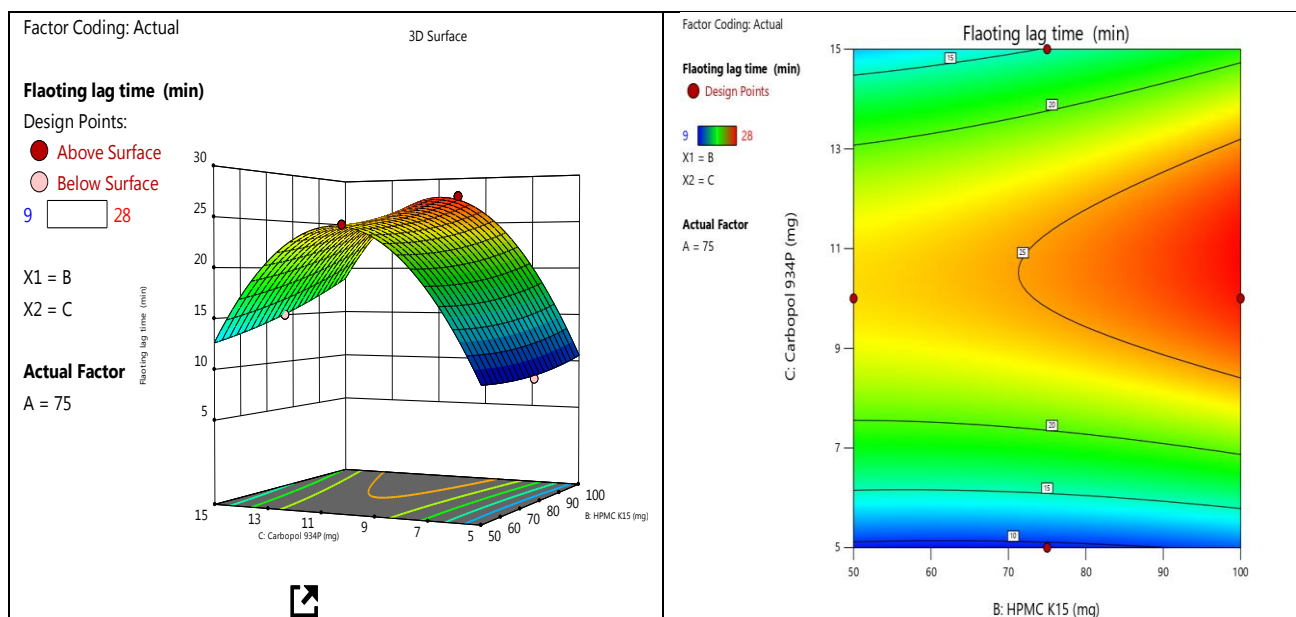 Factor Coding: Actual
3D Surface
Flaoting lag time (min)
Design Points:
Above Surface
Below Surface
9 28
X1 = B
X2 = C
Actual Factor
A = 75
Flaoting lag time (min)
30
25
20
15
10
5
15
13
11
9
7
5
C: Carbopol 934P (mg)
50
60
70
80
90
100
B: HPMC K15 (mg)
Factor Coding: Actual
Flaoting lag time (min)
Design Points
9 28
X1 = B
X2 = C
Actual Factor
A = 75
Flaoting lag time (min)
C: Carbopol 934P (mg)
15
13
11
9
7
5
15
20
25
20
15
10
50 60 70 80 90 100
B: HPMC K15 (mg)